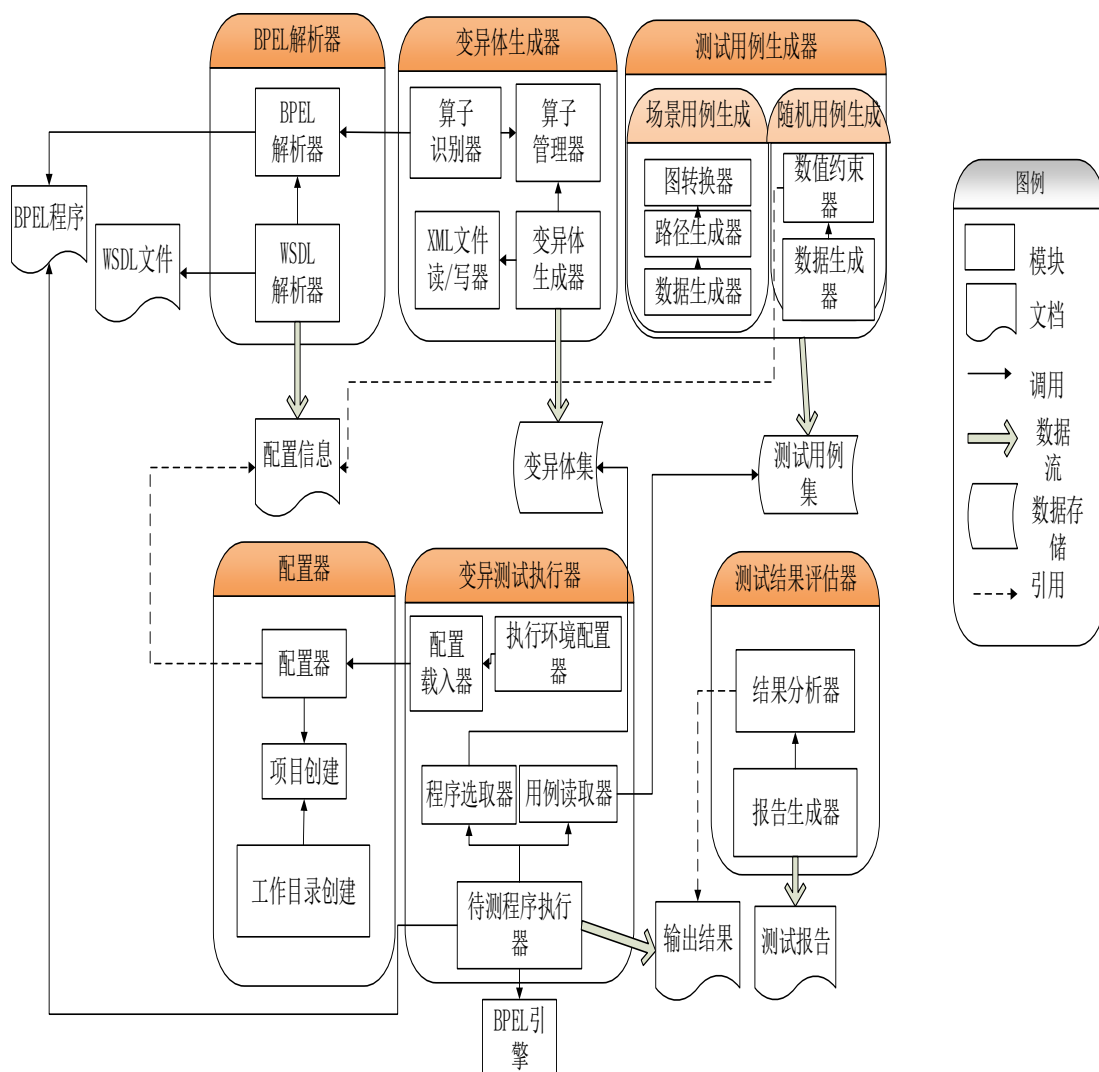 BPEL解析器
变异体生成器
测试用例生成器
BPEL
解析器
算子
识别器
算子
管理器
场景用例生成
随机用例生成
图转换器
路径生成器
数据生成器
数值约束
器
数据生成
器
BPEL程序
WSDL文件
WSDL
解析器
XML文件
读/写器
变异体
生成器
图例
模块
文档
调用
数据
流
数据存
储
引用
配置信息
变异体集
测试用例
集
配置器
变异测试执行器
测试结果评估器
配置器
配置
载入器
执行环境配置
器
结果分析器
项目创建
程序选取器
用例读取器
报告生成器
工作目录创建
待测程序执行
器
输出结果
测试报告
BPEL引
擎